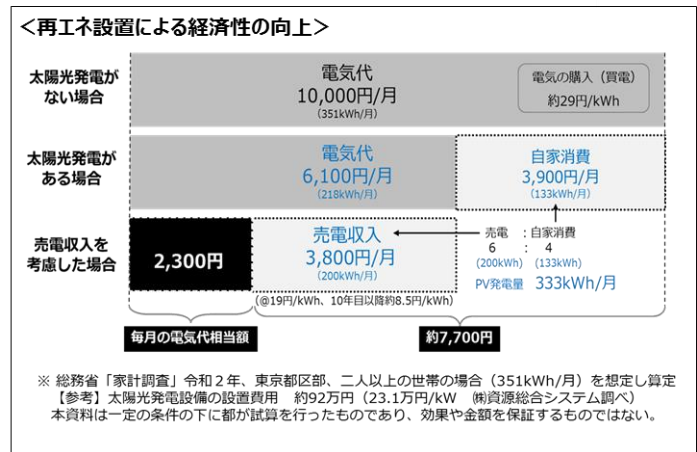 ＜再エネ設置による経済性の向上＞
太陽光発電が
ない場合
電気代
10,000円/月
(351kWh/月)
電気の購入（買電）
約29円/kWh
太陽光発電が
ある場合
電気代
6,100円/月
(218kWh/月)
自家消費
3,900円/月
(133kWh/月)
売電収入を
考慮した場合
2,300円
売電収入
3,800円/月
(200kWh/月)
売電　：自家消費
6　：　4
(200kWh)　(133kWh)
PV発電量　333kWh/月
(@19円/kWh、10年目以降約8.5円/kWh)
毎月の電気代相当額
約7,700円
※ 総務省「家計調査」令和２年、東京都区部、二人以上の世帯の場合（351kWh/月）を想定し算定
【参考】太陽光発電設備の設置費用　約92万円（23.1万円/kW　㈱資源総合システム調べ）
本資料は一定の条件の下に都が試算を行ったものであり、効果や金額を保証するものではない。